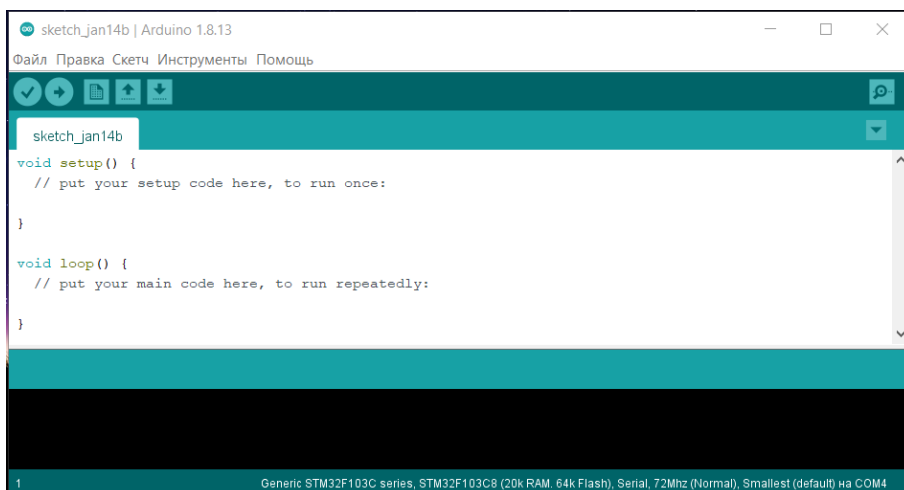 sketch_jan14b | Arduino 1.8.13
Файл Правка Скетч Инструменты Помощь
sketch_jan14b
void setup() {
  // put your setup code here, to run once:
}
void loop() {
  // put your main code here, to run repeatedly:
}
1 Generic STM32F103C series, STM32F103C8 (20k RAM. 64k Flash), Serial, 72Mhz (Normal), Smallest (default) на COM4